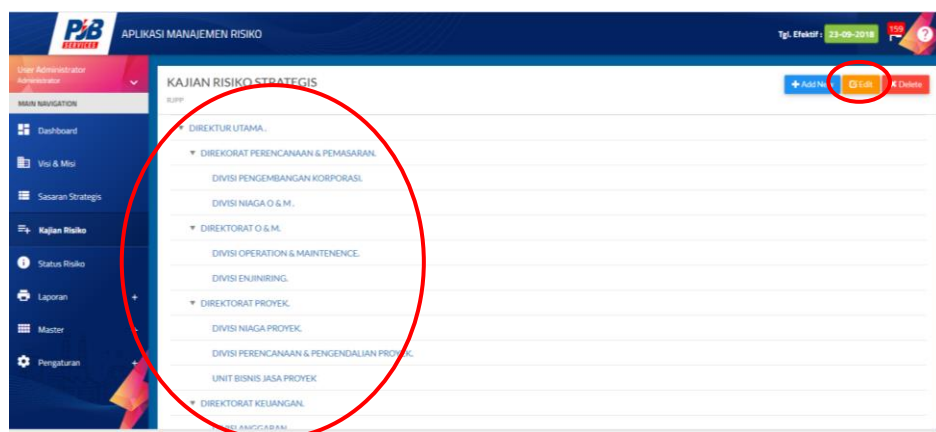 PJB
SERVICES
APLIKASI MANAJEMEN RISIKO
Tgl. Efektif : 23-09-2018
159
?
User Administrator
Administrator
MAIN NAVIGATION
Dashboard
Visi & Misi
Sasaran Strategis
Kajian Risiko
Status Risiko
Laporan +
Master
Pengaturan +
KAJIAN RISIKO STRATEGIS
+ Add New
Edit
✗ Delete
DIREKTUR UTAMA.
DIREKORAT PERENCANAAN & PEMASARAN.
DIVISI PENGEMBANGAN KORPORASI.
DIVISI NIAGA O & M.
DIREKTORAT O & M.
DIVISI OPERATION & MAINTENENCE.
DIVISI ENJINIRING.
DIREKTORAT PROYEK.
DIVISI NIAGA PROYEK.
DIVISI PERENCANAAN & PENGENDALIAN PROYEK.
UNIT BISNIS JASA PROYEK
DIREKTORAT KEUANGAN.
DIVISI ANGGARAN